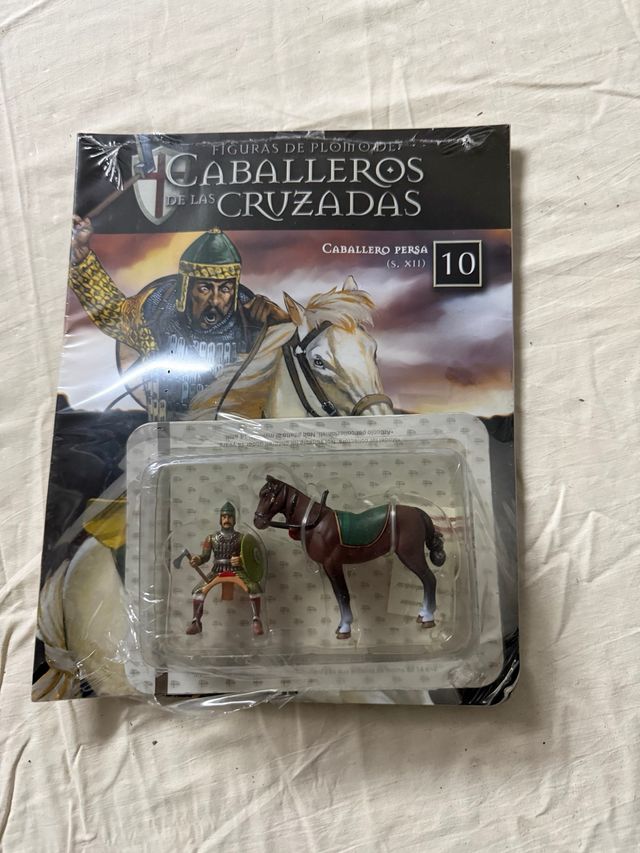 FIGURAS DE PLOMO DE
CABALLEROS
DE LAS CRUZADAS
CABALLERO PERSA
(S. XII)
10